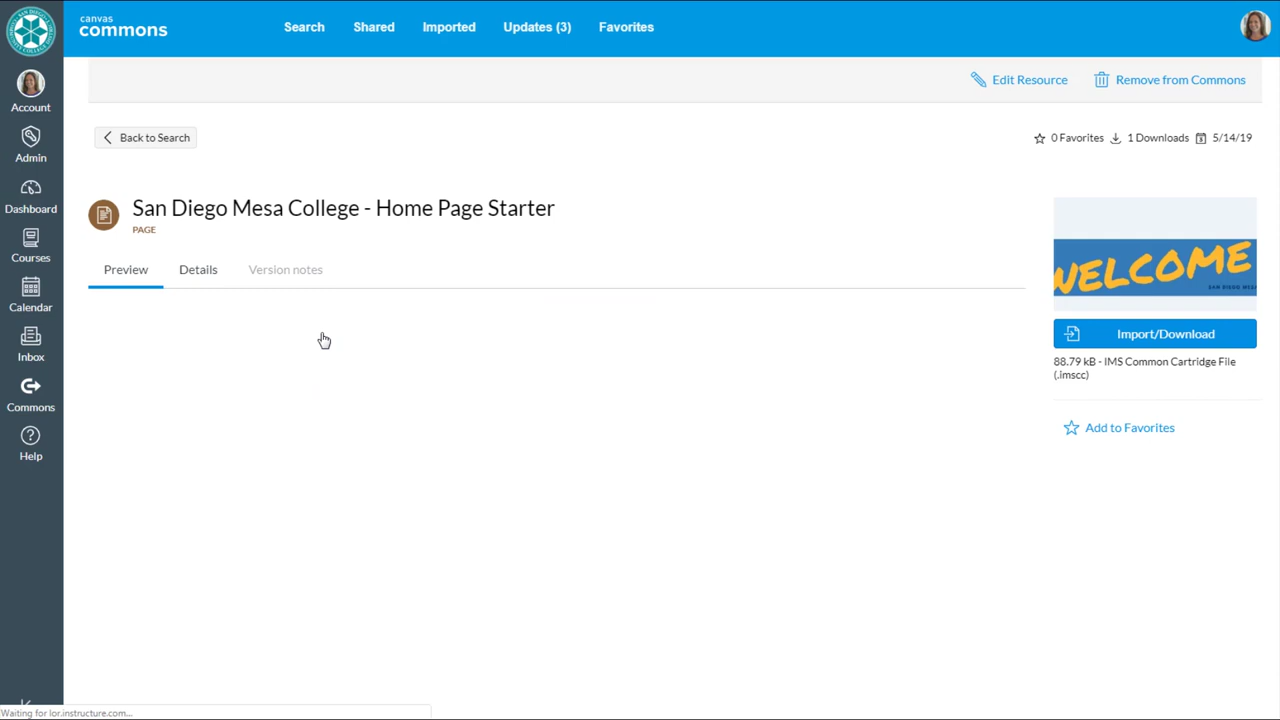 canvas
commons
Search
Shared
Imported
Updates (3)
Favorites
Account
Admin
Dashboard
Courses
Calendar
Inbox
Commons
Help
Edit Resource
Remove from Commons
Back to Search
0 Favorites
1 Downloads
5/14/19
San Diego Mesa College - Home Page Starter
PAGE
Preview
Details
Version notes
WELCOME
Import/Download
88.79 kB - IMS Common Cartridge File
(.imscc)
Add to Favorites
Waiting for lor.instructure.com...